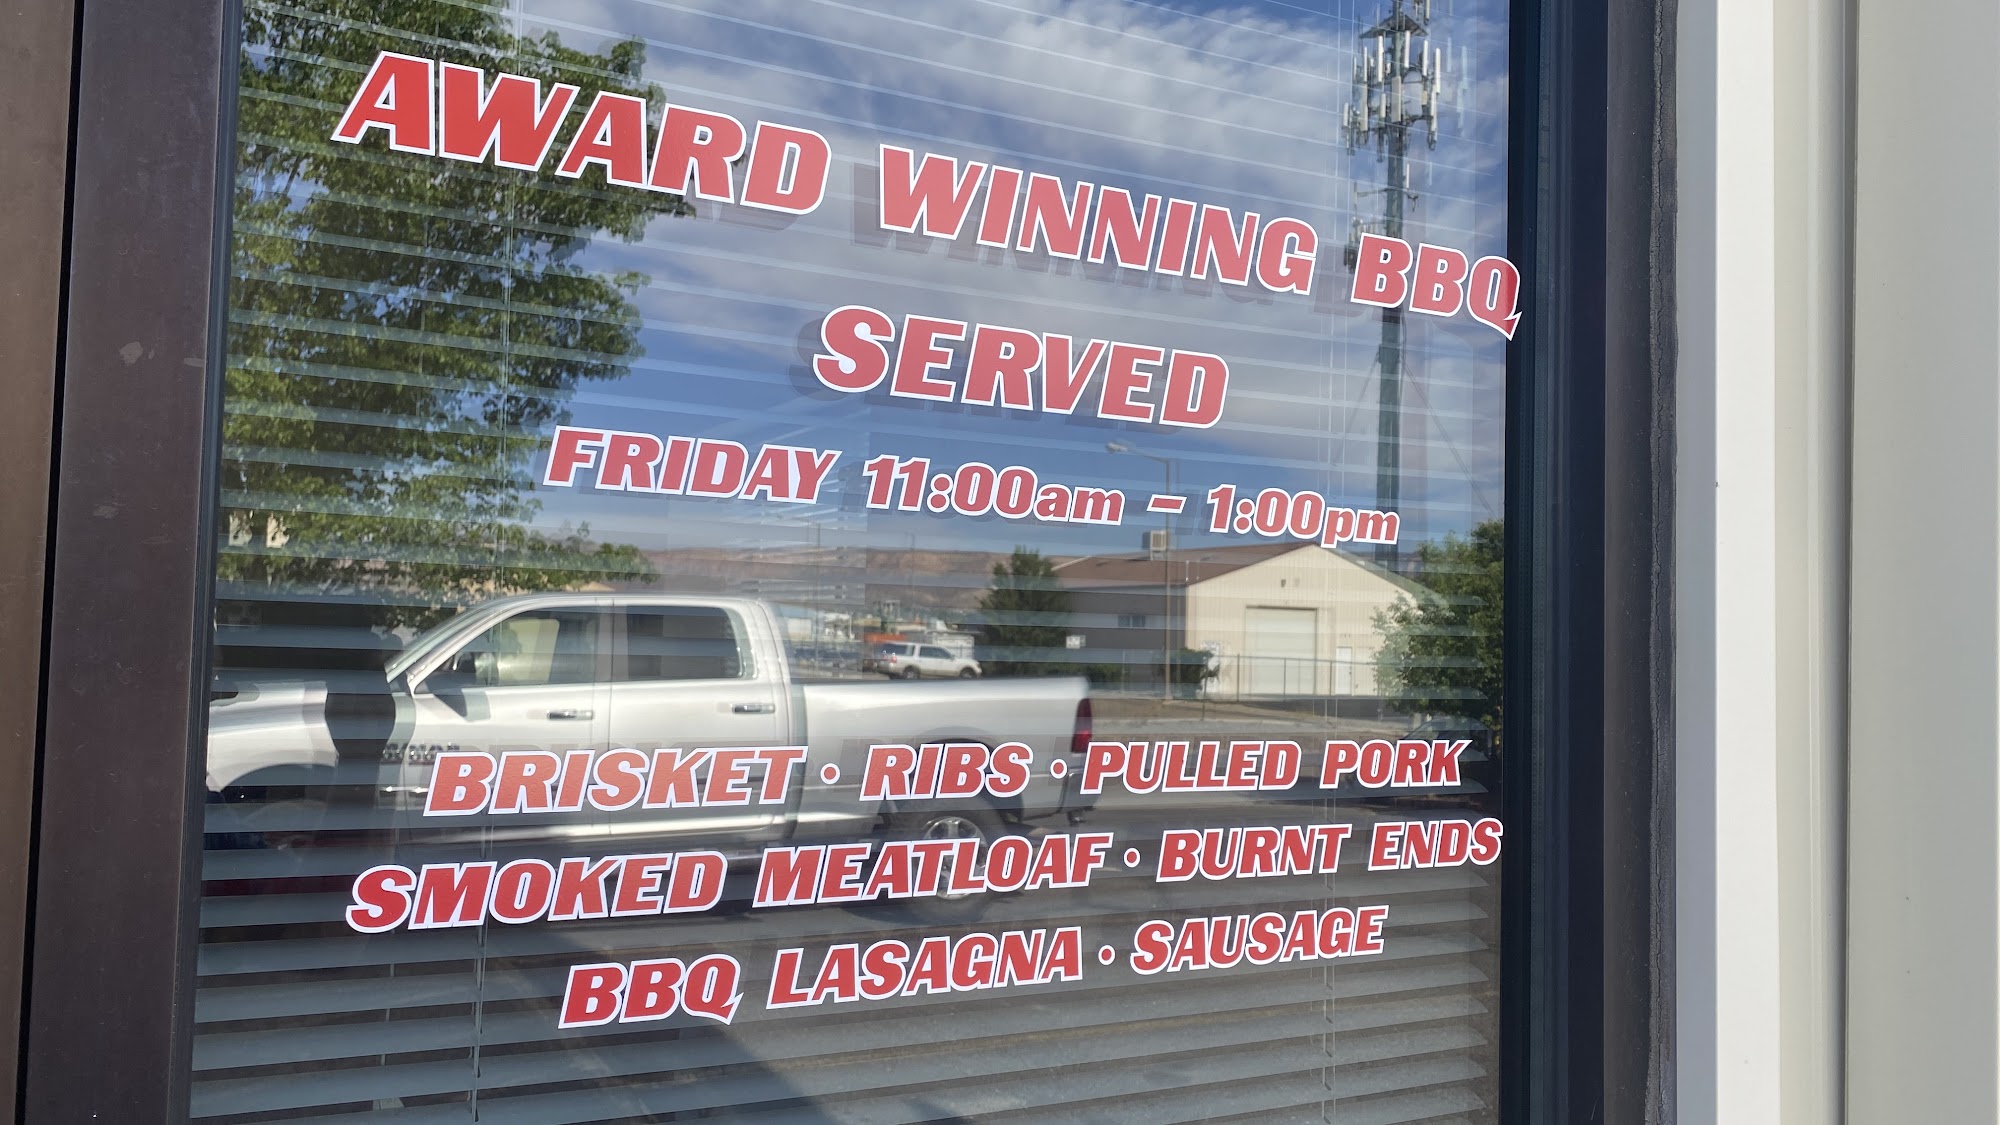 AWARD WINNING BBQ
SERVED
FRIDAY 11:00am - 1:00pm
BRISKET • RIBS • PULLED PORK
SMOKED MEATLOAF • BURNT ENDS
BBQ LASAGNA • SAUSAGE